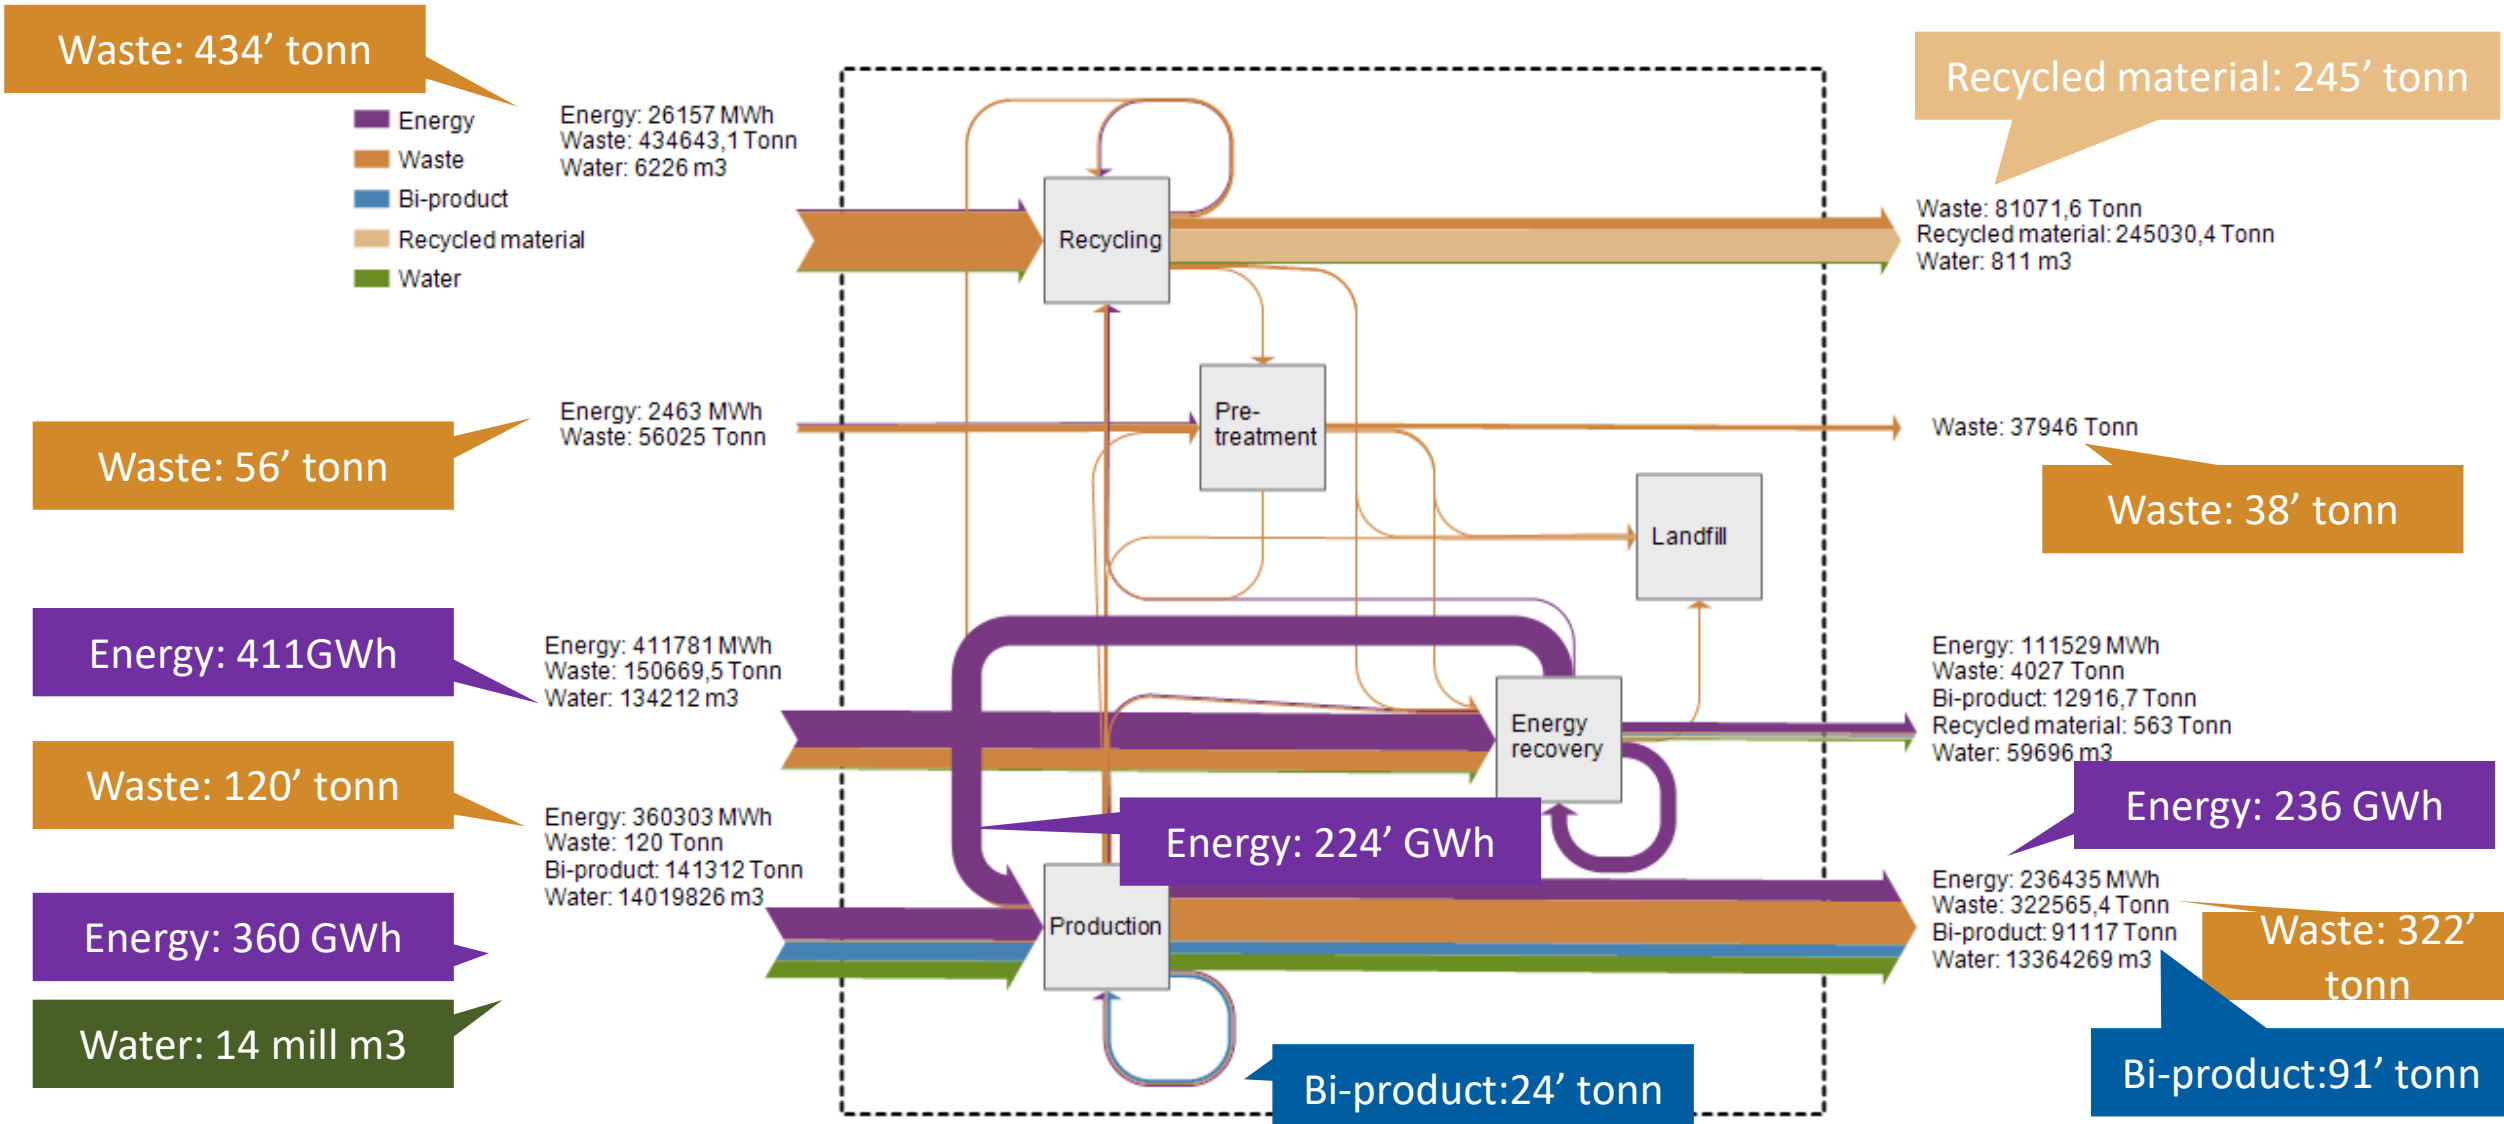 Waste: 434’ tonn
Energy
Waste
Bi-product
Recycled material
Water
Energy: 26157 MWh
Waste: 434643,1 Tonn
Water: 6226 m3
Recycling
Recycled material: 245’ tonn
Waste: 81071,6 Tonn
Recycled material: 245030,4 Tonn
Water: 811 m3
Waste: 56’ tonn
Energy: 2463 MWh
Waste: 56025 Tonn
Pre-
treatment
Waste: 37946 Tonn
Waste: 38’ tonn
Landfill
Energy: 411GWh
Energy: 411781 MWh
Waste: 150669,5 Tonn
Water: 134212 m3
Energy
recovery
Energy: 111529 MWh
Waste: 4027 Tonn
Bi-product: 12916,7 Tonn
Recycled material: 563 Tonn
Water: 59696 m3
Waste: 120’ tonn
Energy: 360303 MWh
Waste: 120 Tonn
Bi-product: 141312 Tonn
Water: 14019826 m3
Energy: 224’ GWh
Energy: 236 GWh
Energy: 360 GWh
Production
Energy: 236435 MWh
Waste: 322565,4 Tonn
Bi-product: 91117 Tonn
Water: 13364269 m3
Waste: 322’
tonn
Water: 14 mill m3
Bi-product:24’ tonn
Bi-product:91’ tonn